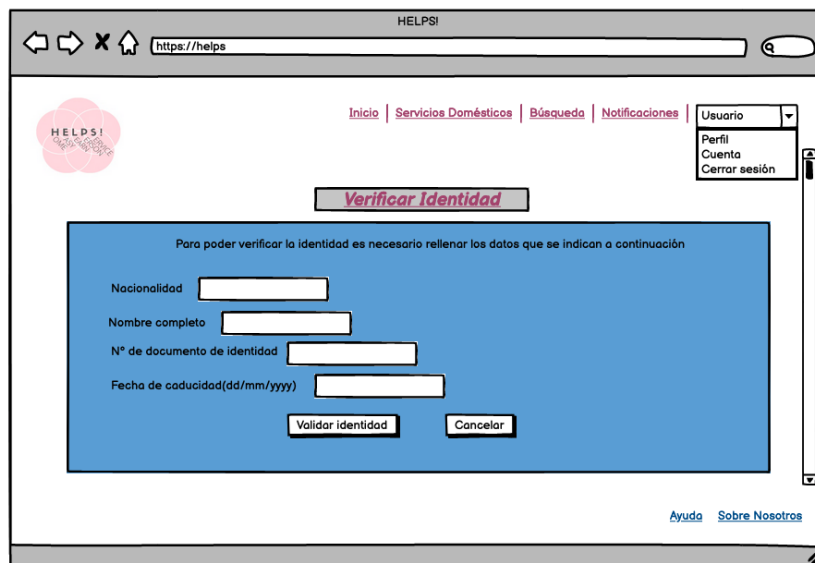 HELPS!
https://helps
Inicio | Servicios Domésticos | Búsqueda | Notificaciones | Usuario
Perfil
Cuenta
Cerrar sesión
HELPS!
Verificar Identidad
Para poder verificar la identidad es necesario rellenar los datos que se indican a continuación
Nacionalidad
Nombre completo
Nº de documento de identidad
Fecha de caducidad(dd/mm/yyyy)
Validar identidad
Cancelar
Ayuda
Sobre Nosotros